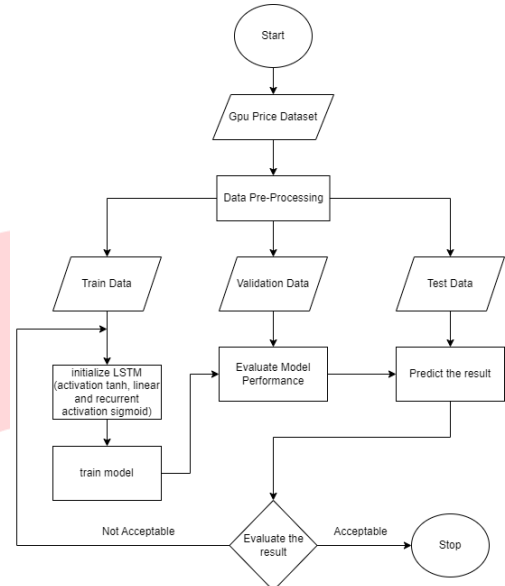 Start
Gpu Price Dataset
Data Pre-Processing
Train Data
Validation Data
Test Data
initialize LSTM
(activation tanh, linear
and recurrent
activation sigmoid)
Evaluate Model
Performance
Predict the result
train model
Not Acceptable
Evaluate the
result
Acceptable
Stop